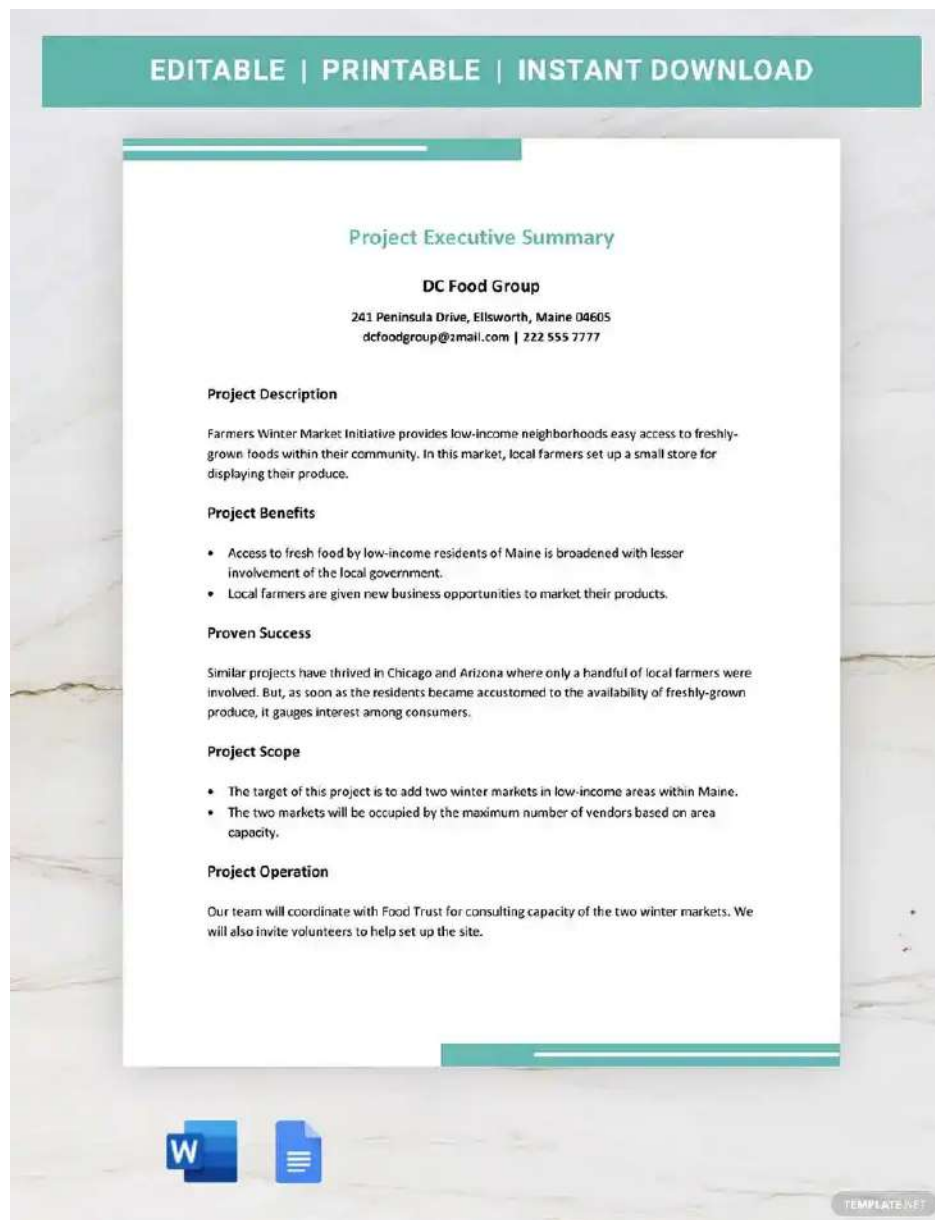 EDITABLE | PRINTABLE | INSTANT DOWNLOAD
Project Executive Summary
DC Food Group
241 Peninsula Drive, Ellsworth, Maine 04605
dcfoodgroup@zmail.com | 222 555 7777
Project Description
Farmers Winter Market Initiative provides low-income neighborhoods easy access to freshly-
grown foods within their community. In this market, local farmers set up a small store for
displaying their produce.
Project Benefits
• Access to fresh food by low-income residents of Maine is broadened with lesser
involvement of the local government.
• Local farmers are given new business opportunities to market their products.
Proven Success
Similar projects have thrived in Chicago and Arizona where only a handful of local farmers were
involved. But, as soon as the residents became accustomed to the availability of freshly-grown
produce, it gauges interest among consumers.
Project Scope
• The target of this project is to add two winter markets in low-income areas within Maine.
• The two markets will be occupied by the maximum number of vendors based on area
capacity.
Project Operation
Our team will coordinate with Food Trust for consulting capacity of the two winter markets. We
will also invite volunteers to help set up the site.
W
TEMPLATE.NET